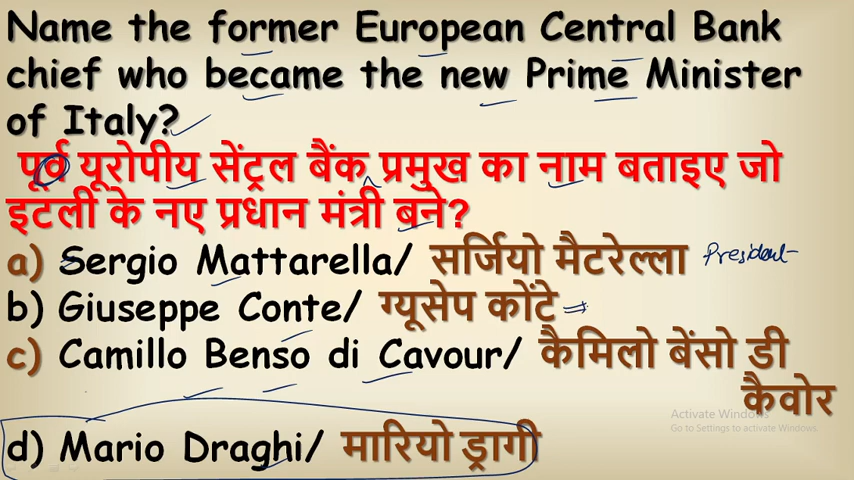 Name the former European Central Bank
chief who became the new Prime Minister
of Italy?
पूर्व यूरोपीय सेंट्रल बैंक प्रमुख का नाम बताइए जो
इटली के नए प्रधान मंत्री बने?
a) Sergio Mattarella/ सर्जियो मैटरेल्ला President
b) Giuseppe Conte/ ग्यूसेप कोंटे
c) Camillo Benso di Cavour/ कैमिलो बेंसो डी
कैवोर
Activate Windows
Go to Settings to activate Windows.
d) Mario Draghi/ मारियो ड्रागी